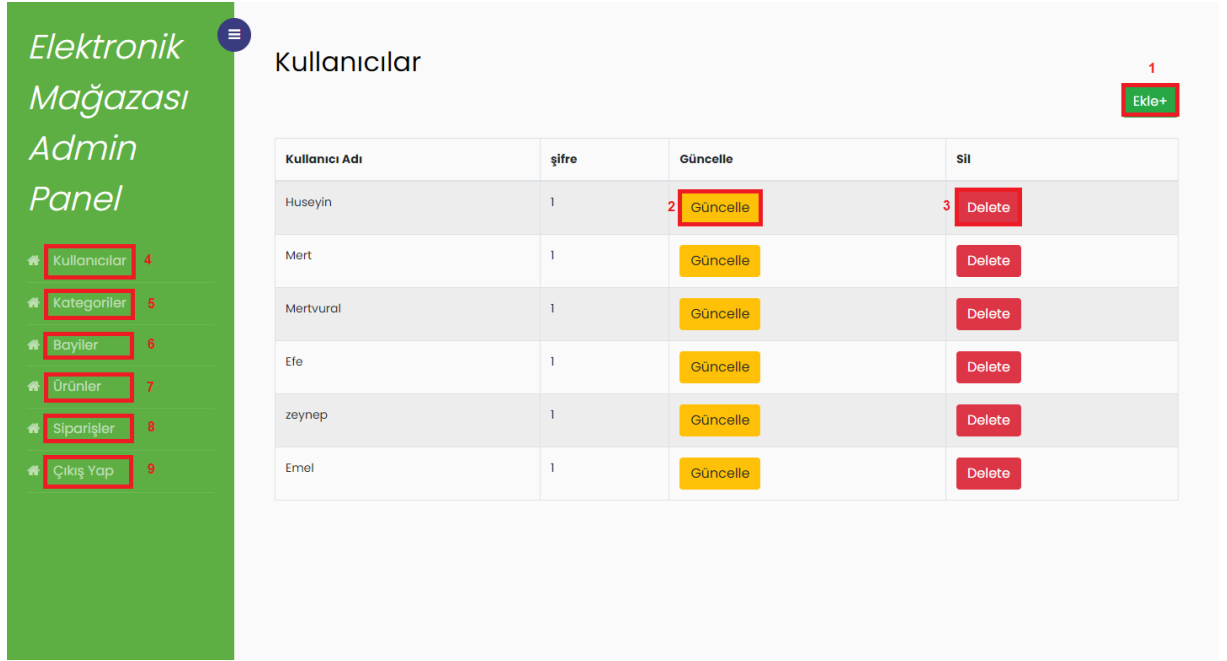 Elektronik
Mağazası
Admin
Panel
4 Kullanıcılar
5 Kategoriler
6 Bayiler
7 Ürünler
8 Siparişler
9 Çıkış Yap
Kullanıcılar
1
Ekle+
Kullanıcı Adı şifre Güncelle Sil
Huseyin 1 2 Güncelle 3 Delete
Mert 1 Güncelle Delete
Mertvural 1 Güncelle Delete
Efe 1 Güncelle Delete
zeynep 1 Güncelle Delete
Emel 1 Güncelle Delete